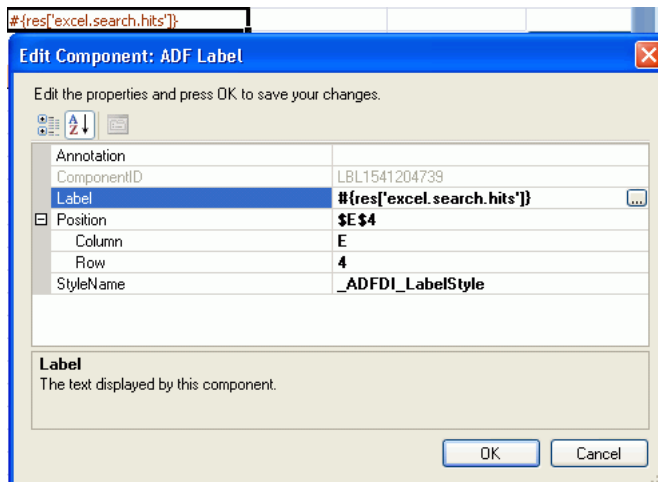 #{res['excel.search.hits']}
Edit Component: ADF Label
Edit the properties and press OK to save your changes.
Annotation
ComponentID LBL1541204739
Label #{res['excel.search.hits']} ...
Position $E$4
Column E
Row 4
StyleName _ADFDI_LabelStyle
Label
The text displayed by this component.
OK Cancel